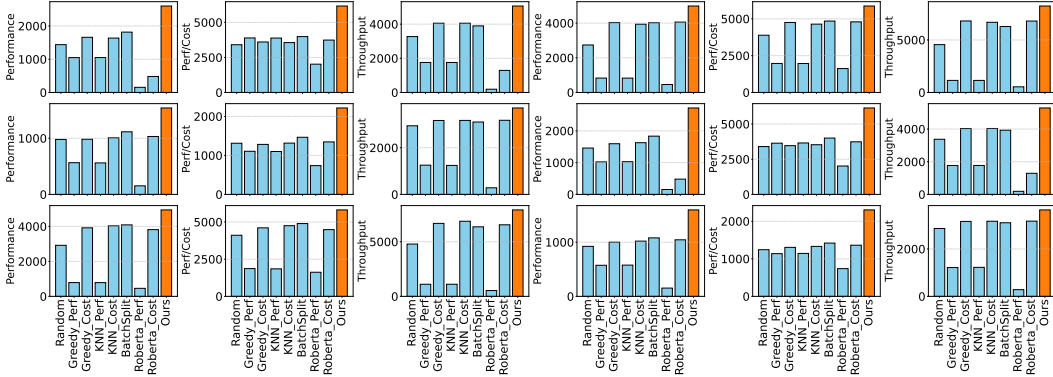 Performance
2000
1000
0
Perf/Cost
5000
2500
0
Throughput
4000
2000
0
Performance
4000
2000
0
Perf/Cost
5000
2500
0
Throughput
5000
0
Performance
1000
0
Perf/Cost
2000
1000
0
Throughput
2000
0
Performance
2000
1000
0
Perf/Cost
5000
2500
0
Throughput
4000
2000
0
Performance
4000
2000
0
Perf/Cost
5000
2500
0
Throughput
5000
0
Performance
1000
0
Perf/Cost
2000
1000
0
Throughput
2000
0
Random
Greedy_Perf
Greedy_Cost
KNN_Perf
KNN_Cost
BatchSplit
Roberta_Perf
Roberta_Cost
Ours
Random
Greedy_Perf
Greedy_Cost
KNN_Perf
KNN_Cost
BatchSplit
Roberta_Perf
Roberta_Cost
Ours
Random
Greedy_Perf
Greedy_Cost
KNN_Perf
KNN_Cost
BatchSplit
Roberta_Perf
Roberta_Cost
Ours
Random
Greedy_Perf
Greedy_Cost
KNN_Perf
KNN_Cost
BatchSplit
Roberta_Perf
Roberta_Cost
Ours
Random
Greedy_Perf
Greedy_Cost
KNN_Perf
KNN_Cost
BatchSplit
Roberta_Perf
Roberta_Cost
Ours
Random
Greedy_Perf
Greedy_Cost
KNN_Perf
KNN_Cost
BatchSplit
Roberta_Perf
Roberta_Cost
Ours